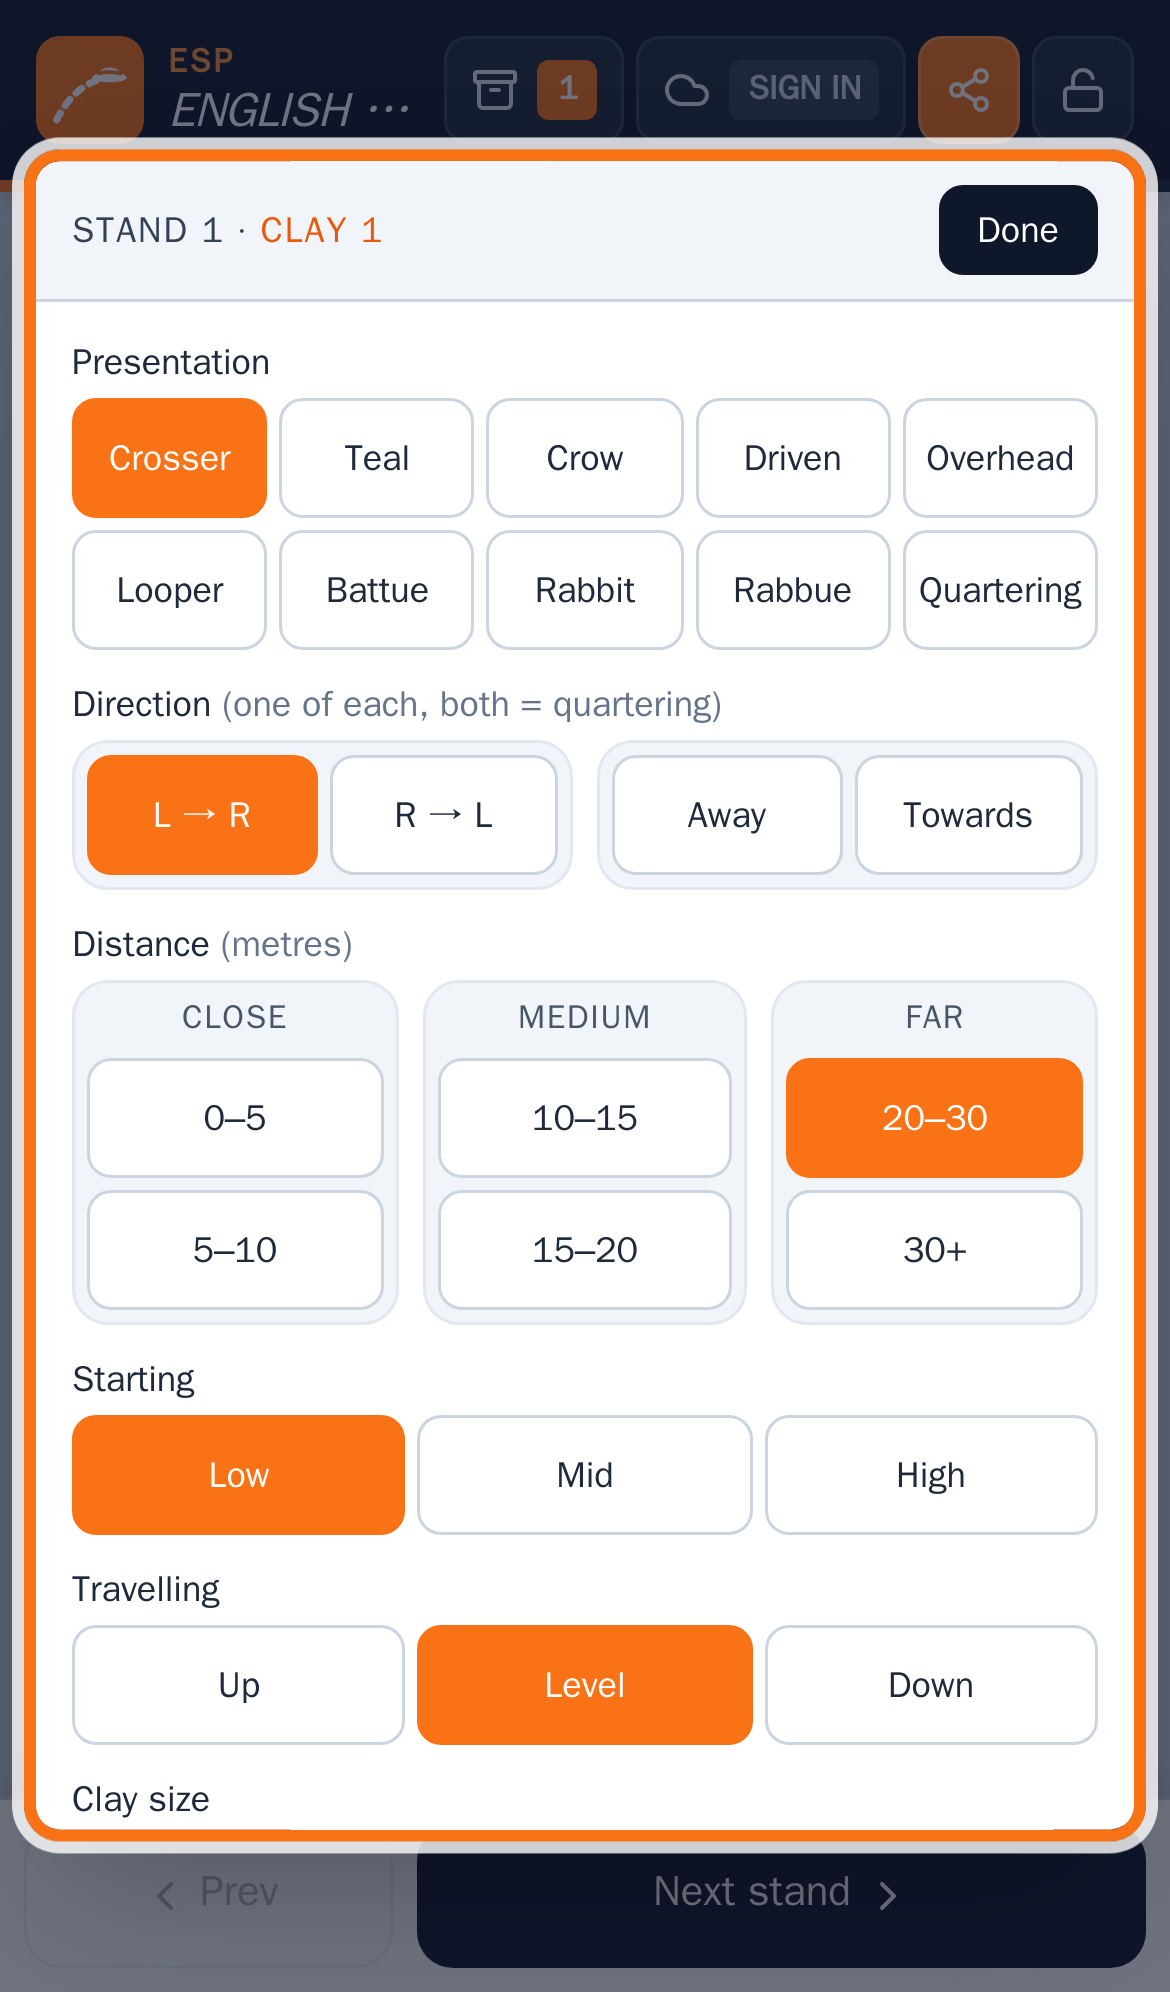 ESP
ENGLISH ...
1
SIGN IN
STAND 1 · CLAY 1
Done
Presentation
Crosser Teal Crow Driven Overhead
Looper Battue Rabbit Rabbue Quartering
Direction (one of each, both = quartering)
L → R R → L Away Towards
Distance (metres)
CLOSE MEDIUM FAR
0–5 10–15 20–30
5–10 15–20 30+
Starting
Low Mid High
Travelling
Up Level Down
Clay size
Prev Next stand